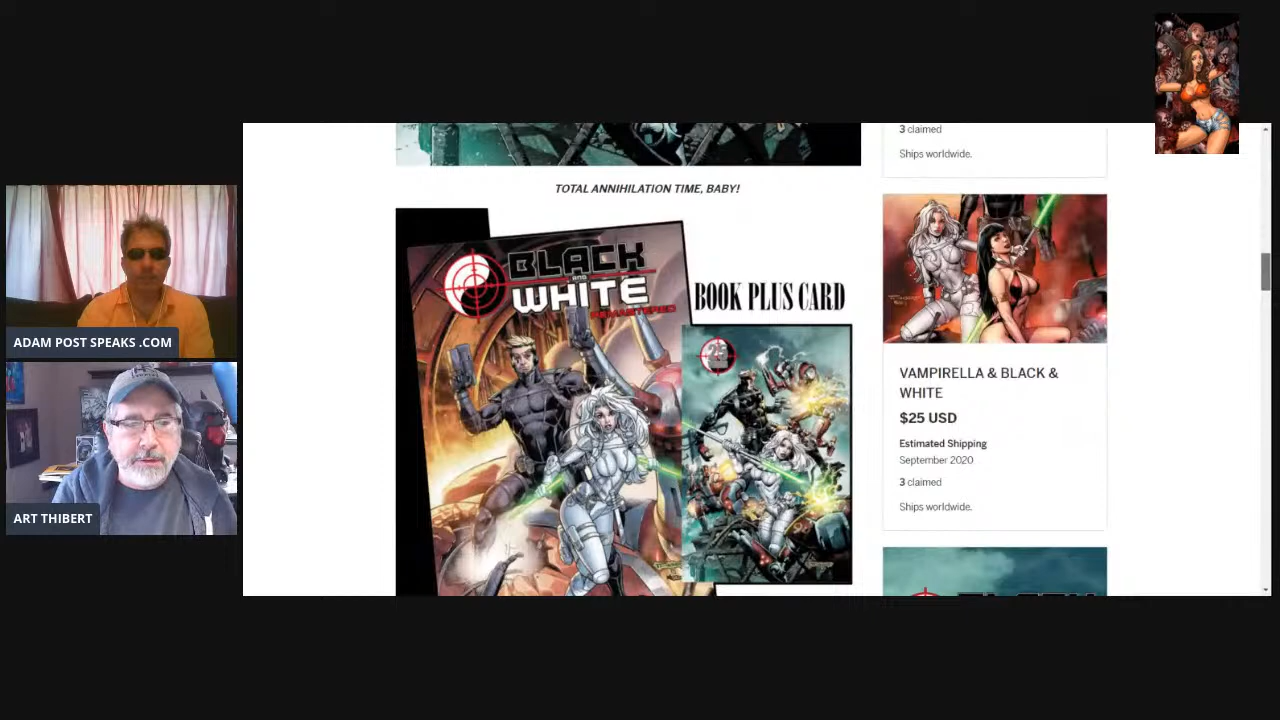 3 claimed
Ships worldwide.
TOTAL ANNIHILATION TIME, BABY!
BLACK
AND
WHITE
REMASTERED
BOOK PLUS CARD
25
VAMPIRELLA & BLACK &
WHITE
$25 USD
Estimated Shipping
September 2020
3 claimed
Ships worldwide.
ADAM POST SPEAKS .COM
ART THIBERT